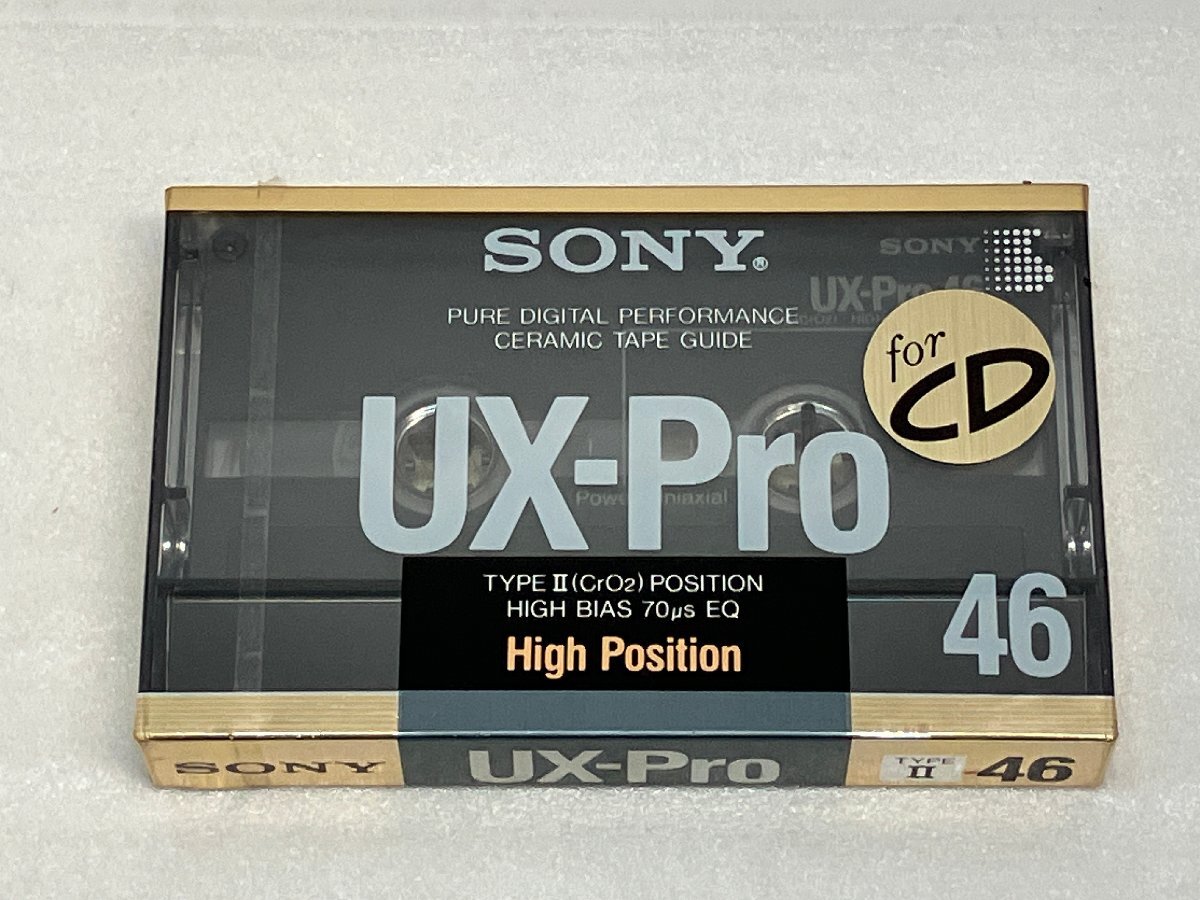 SONY®
PURE DIGITAL PERFORMANCE
CERAMIC TAPE GUIDE
SONY
UX-Pro 46
for
CD
UX-Pro
TYPE II (CrO2) POSITION
HIGH BIAS 70μs EQ
High Position
46
SONY
UX-Pro
TYPE
II
-46